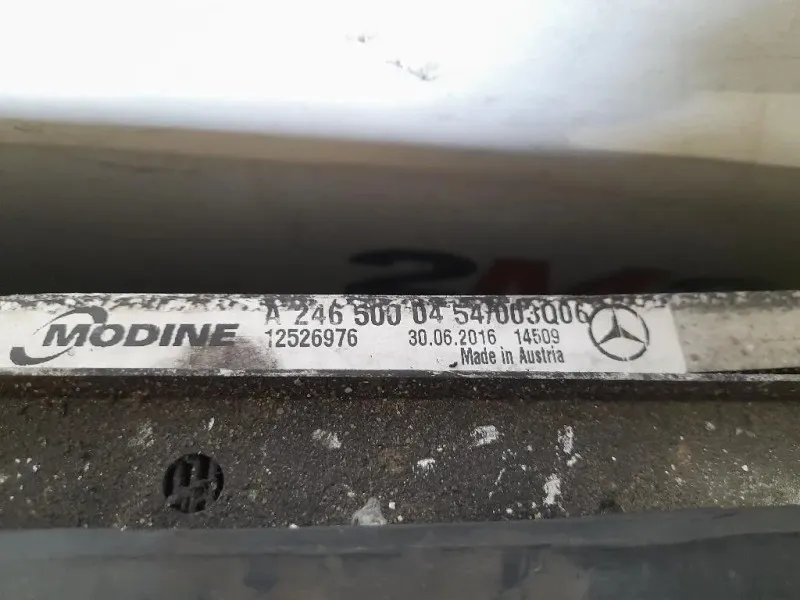 MODINE
A 246 500 04 54/003Q06
12526976 30.06.2016 14509
Made in Austria